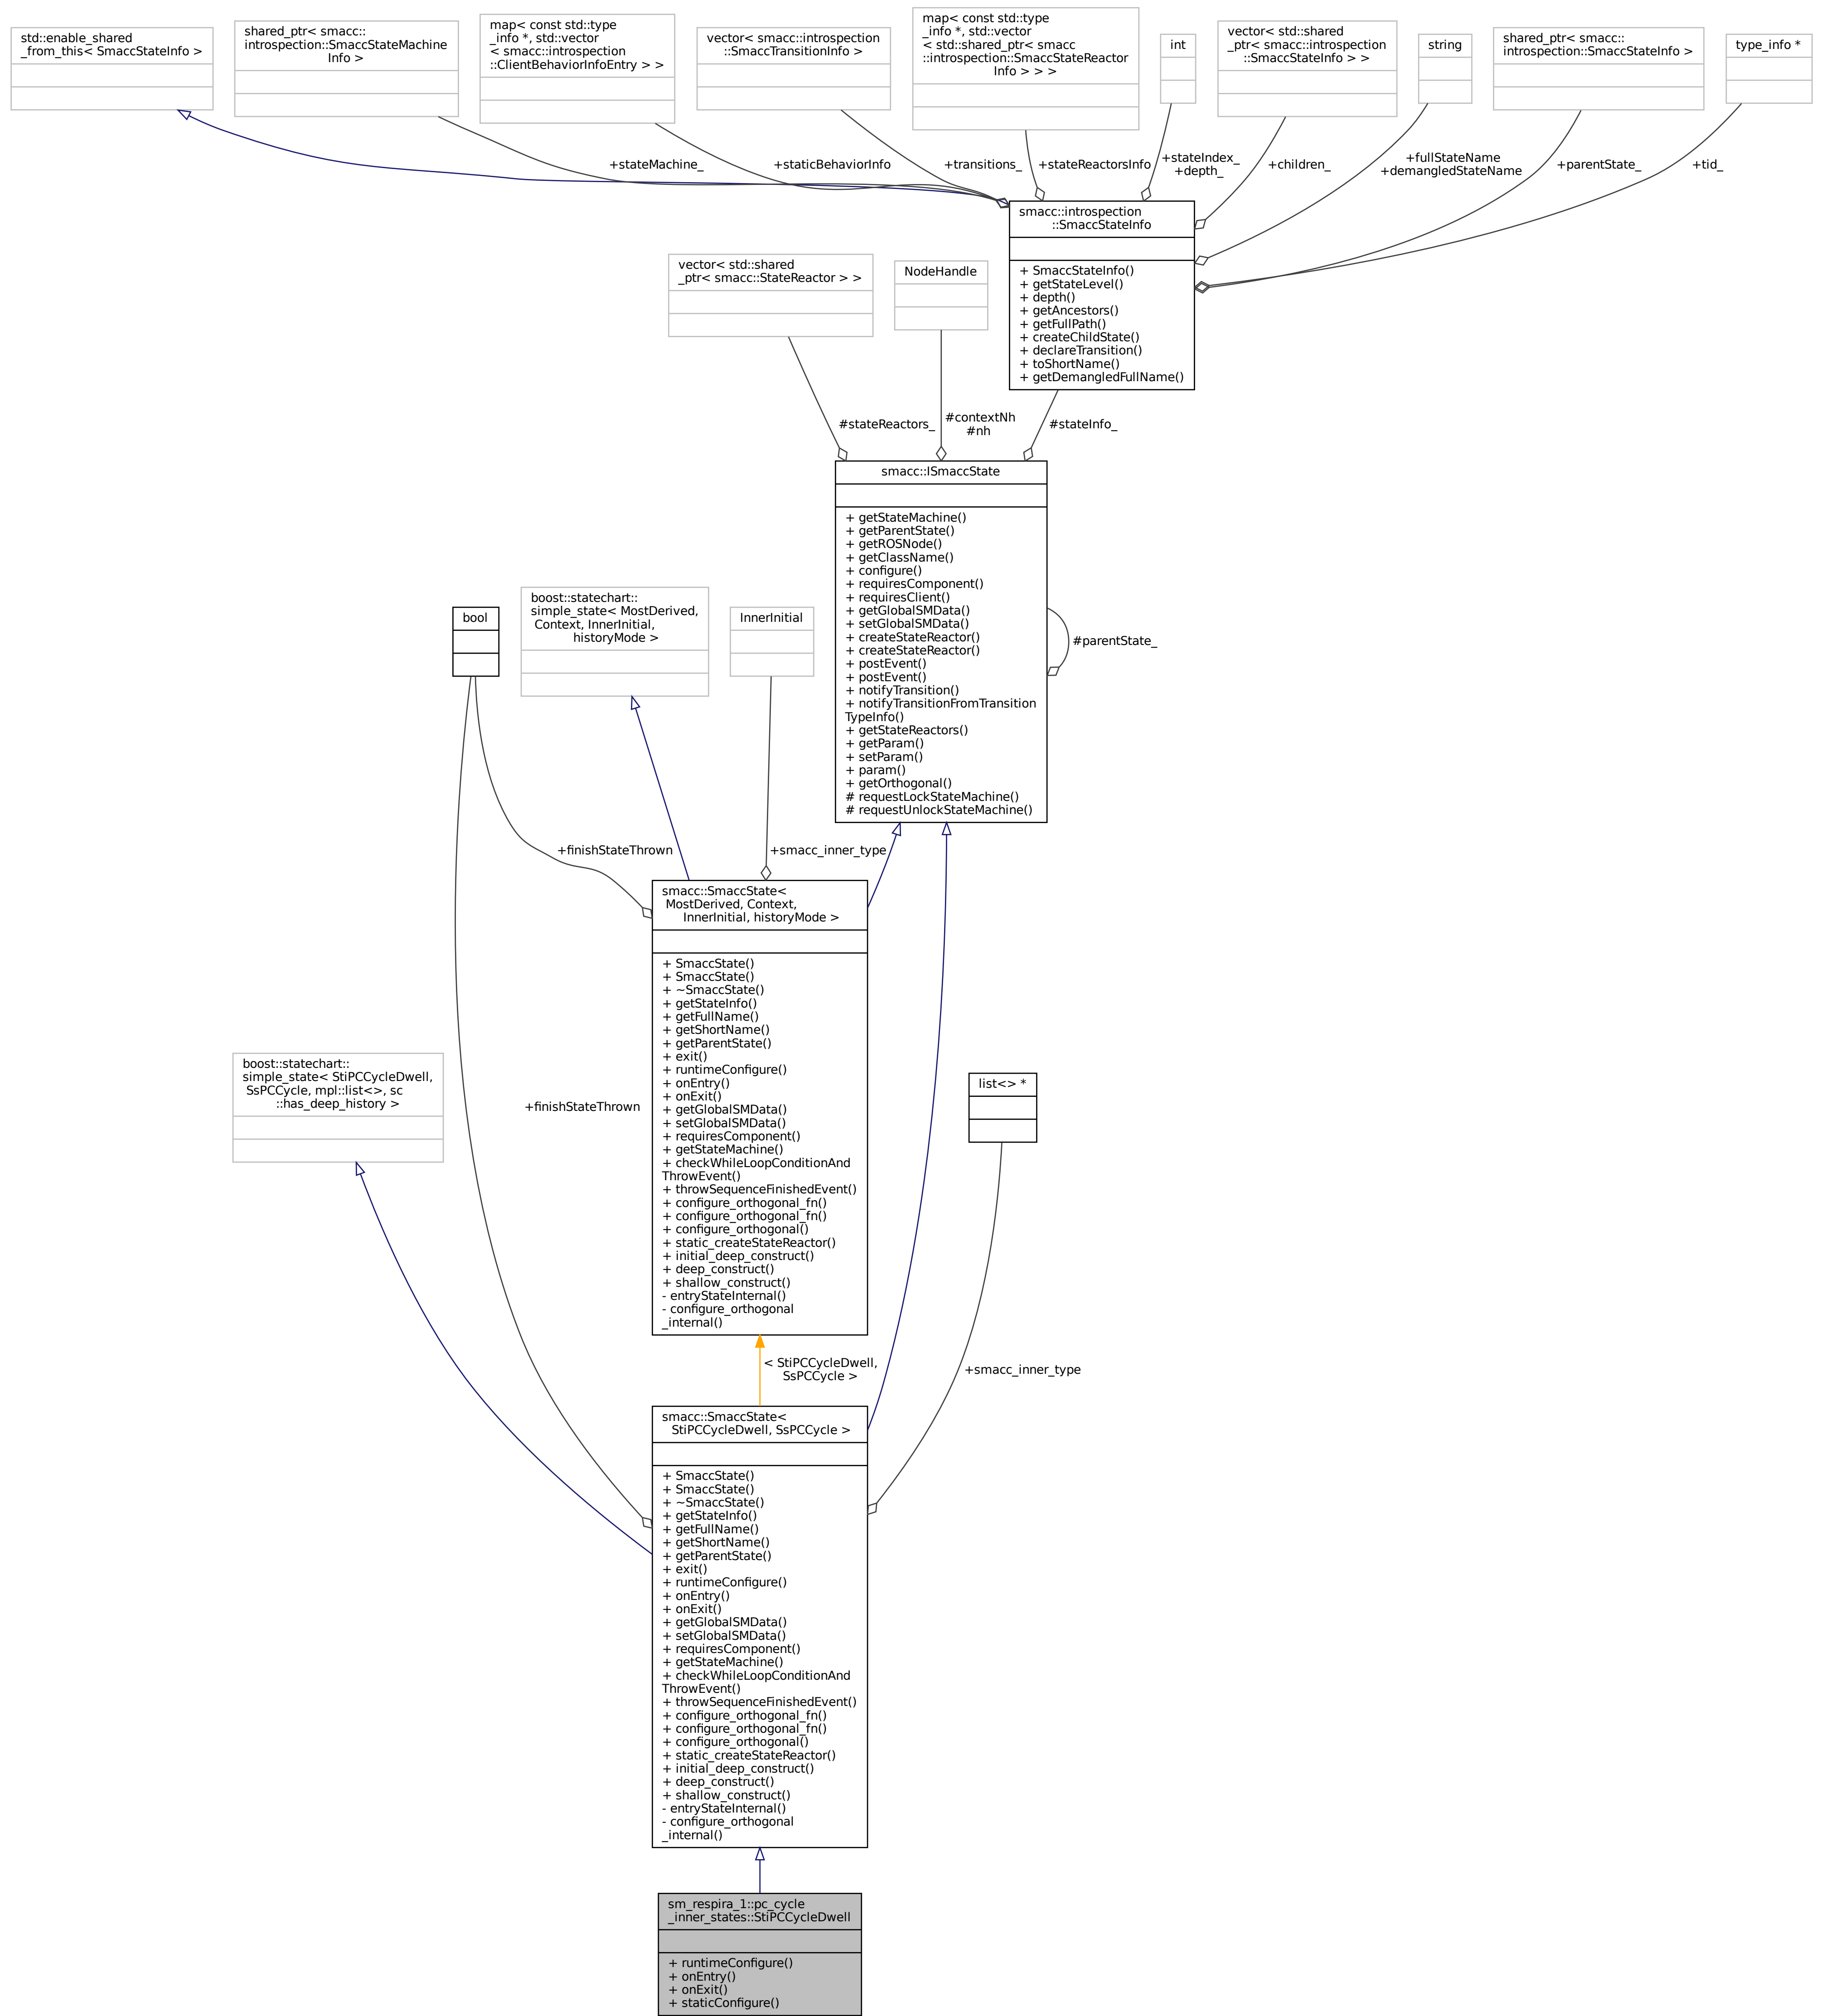 std::enable_shared
_from_this< SmaccStateInfo >
shared_ptr< smacc::
introspection::SmaccStateMachine
Info >
map< const std::type
_info *, std::vector
< smacc::introspection
::ClientBehaviorInfoEntry > >
vector< smacc::introspection
::SmaccTransitionInfo >
map< const std::type
_info *, std::vector
< std::shared_ptr< smacc
::introspection::SmaccStateReactor
Info > > >
int
vector< std::shared
_ptr< smacc::introspection
::SmaccStateInfo > >
string
shared_ptr< smacc::
introspection::SmaccStateInfo >
type_info *
+stateMachine_
+staticBehaviorInfo
+transitions_
+stateReactorsInfo
+stateIndex_
+depth_
+children_
+fullStateName
+demangledStateName
+parentState_
+tid_
smacc::introspection
::SmaccStateInfo
+ SmaccStateInfo()
+ getStateLevel()
+ depth()
+ getAncestors()
+ getFullPath()
+ createChildState()
+ declareTransition()
+ toShortName()
+ getDemangledFullName()
vector< std::shared
_ptr< smacc::StateReactor > >
NodeHandle
#stateReactors_
#contextNh
#nh
#stateInfo_
smacc::ISmaccState
+ getStateMachine()
+ getParentState()
+ getROSNode()
+ getClassName()
+ configure()
+ requiresComponent()
+ requiresClient()
+ getGlobalSMData()
+ setGlobalSMData()
+ createStateReactor()
+ createStateReactor()
+ postEvent()
+ postEvent()
+ notifyTransition()
+ notifyTransitionFromTransition
TypeInfo()
+ getStateReactors()
+ getParam()
+ setParam()
+ param()
+ getOrthogonal()
# requestLockStateMachine()
# requestUnlockStateMachine()
#parentState_
bool
boost::statechart::
simple_state< MostDerived,
Context, InnerInitial,
historyMode >
InnerInitial
+finishStateThrown
+smacc_inner_type
smacc::SmaccState<
MostDerived, Context,
InnerInitial, historyMode >
+ SmaccState()
+ SmaccState()
+ ~SmaccState()
+ getStateInfo()
+ getFullName()
+ getShortName()
+ getParentState()
+ exit()
+ runtimeConfigure()
+ onEntry()
+ onExit()
+ getGlobalSMData()
+ setGlobalSMData()
+ requiresComponent()
+ getStateMachine()
+ checkWhileLoopConditionAnd
ThrowEvent()
+ throwSequenceFinishedEvent()
+ configure_orthogonal_fn()
+ configure_orthogonal_fn()
+ configure_orthogonal()
+ static_createStateReactor()
+ initial_deep_construct()
+ deep_construct()
+ shallow_construct()
- entryStateInternal()
- configure_orthogonal
_internal()
boost::statechart::
simple_state< StiPCCycleDwell,
SsPCCycle, mpl::list<>, sc
::has_deep_history >
+finishStateThrown
list<> *
< StiPCCycleDwell,
SsPCCycle >
+smacc_inner_type
smacc::SmaccState<
StiPCCycleDwell, SsPCCycle >
+ SmaccState()
+ SmaccState()
+ ~SmaccState()
+ getStateInfo()
+ getFullName()
+ getShortName()
+ getParentState()
+ exit()
+ runtimeConfigure()
+ onEntry()
+ onExit()
+ getGlobalSMData()
+ setGlobalSMData()
+ requiresComponent()
+ getStateMachine()
+ checkWhileLoopConditionAnd
ThrowEvent()
+ throwSequenceFinishedEvent()
+ configure_orthogonal_fn()
+ configure_orthogonal_fn()
+ configure_orthogonal()
+ static_createStateReactor()
+ initial_deep_construct()
+ deep_construct()
+ shallow_construct()
- entryStateInternal()
- configure_orthogonal
_internal()
sm_respira_1::pc_cycle
_inner_states::StiPCCycleDwell
+ runtimeConfigure()
+ onEntry()
+ onExit()
+ staticConfigure()